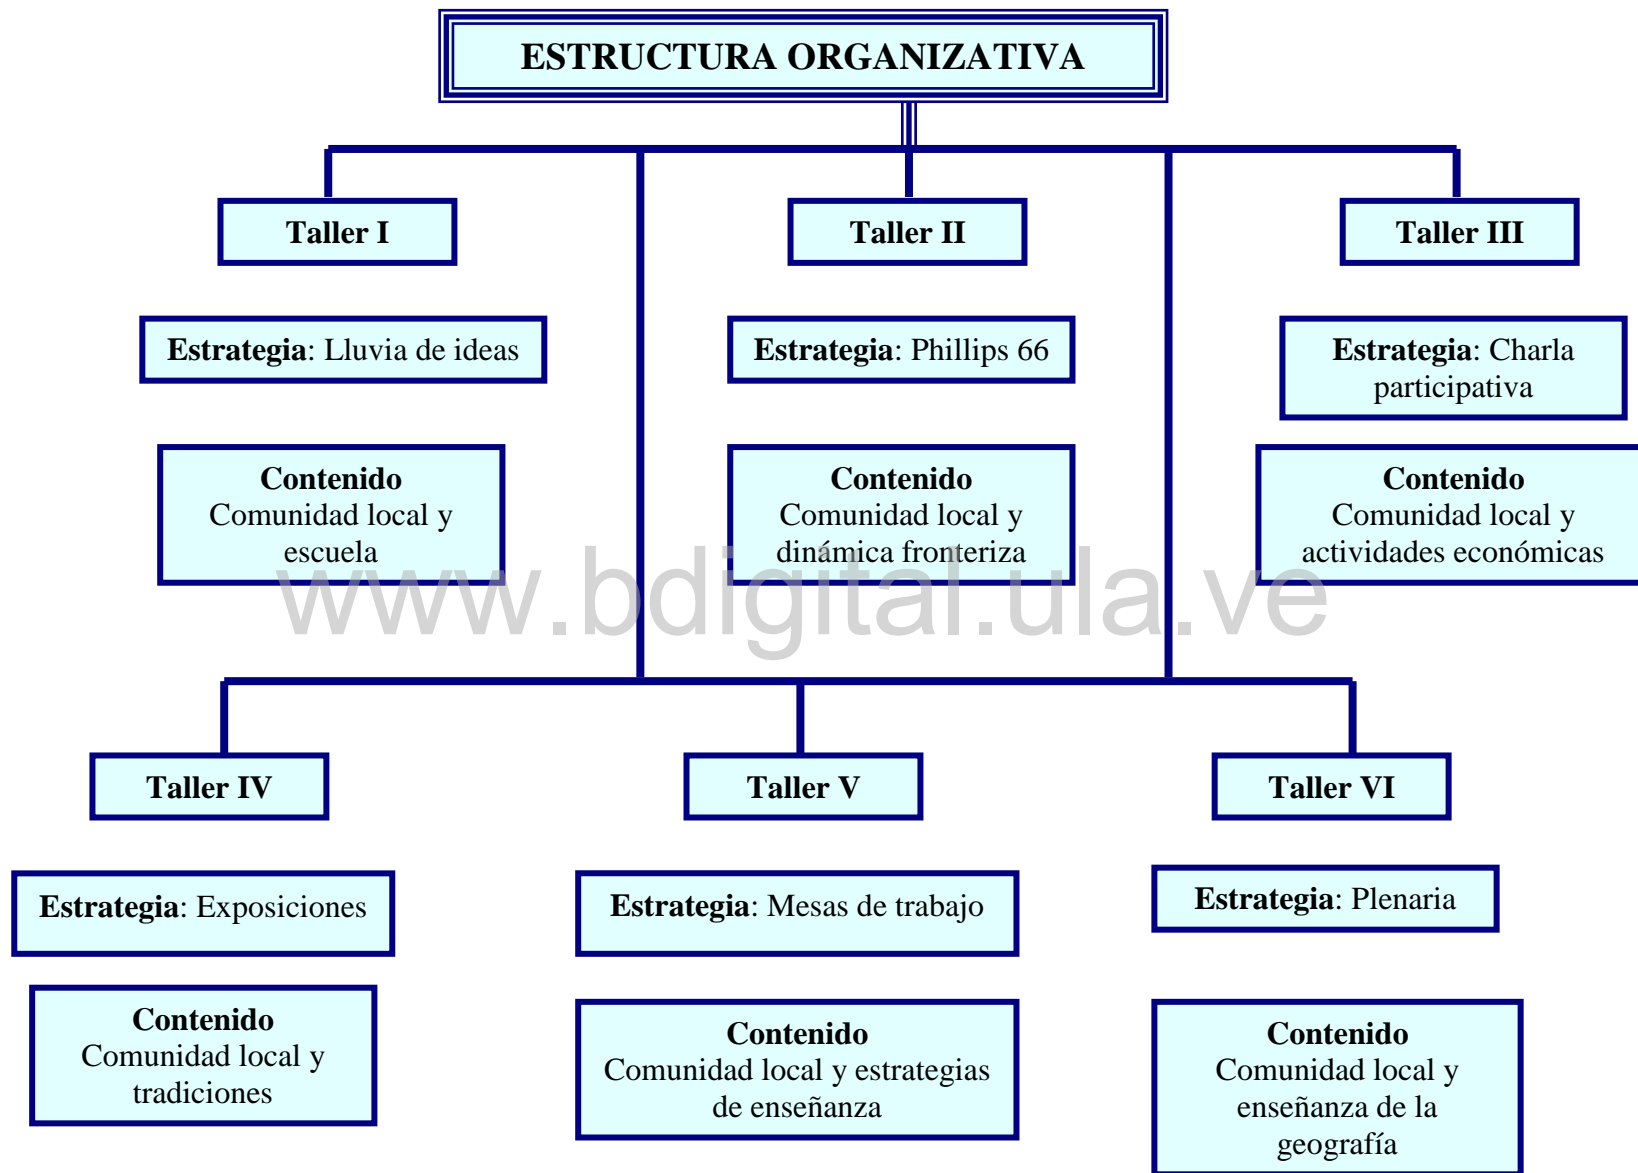 ESTRUCTURA ORGANIZATIVA
Taller I
Taller II
Taller III
Estrategia: Lluvia de ideas
Estrategia: Phillips 66
Estrategia: Charla
participativa
Contenido
Comunidad local y
escuela
Contenido
Comunidad local y
dinámica fronteriza
Contenido
Comunidad local y
actividades económicas
www.bdigital.ula.ve
Taller IV
Taller V
Taller VI
Estrategia: Exposiciones
Estrategia: Mesas de trabajo
Estrategia: Plenaria
Contenido
Comunidad local y
tradiciones
Contenido
Comunidad local y estrategias
de enseñanza
Contenido
Comunidad local y
enseñanza de la
geografía